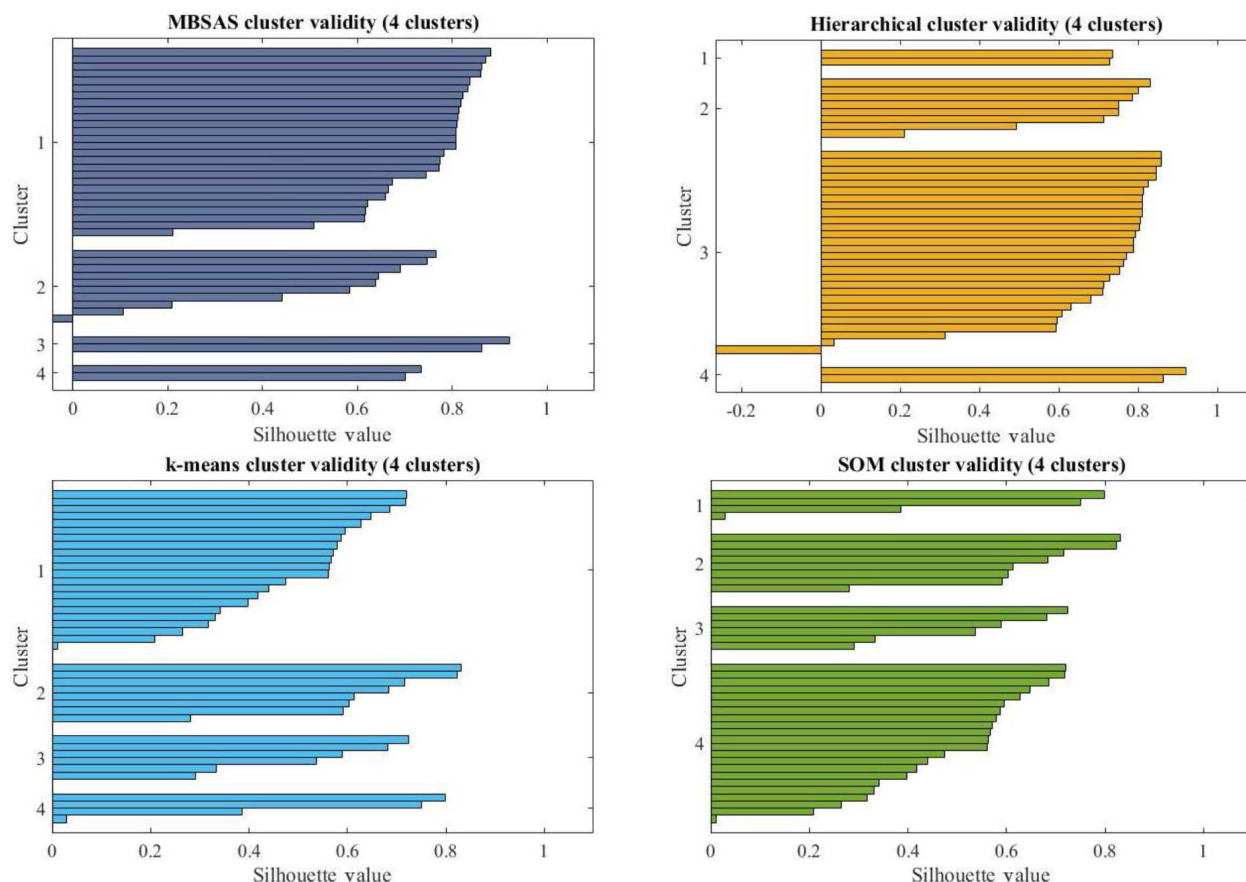 MBSAS cluster validity (4 clusters)
Cluster
1
2
3
4
0 0.2 0.4 0.6 0.8 1
Silhouette value
Hierarchical cluster validity (4 clusters)
Cluster
1
2
3
4
-0.2 0 0.2 0.4 0.6 0.8 1
Silhouette value
k-means cluster validity (4 clusters)
Cluster
1
2
3
4
0 0.2 0.4 0.6 0.8 1
Silhouette value
SOM cluster validity (4 clusters)
Cluster
1
2
3
4
0 0.2 0.4 0.6 0.8 1
Silhouette value